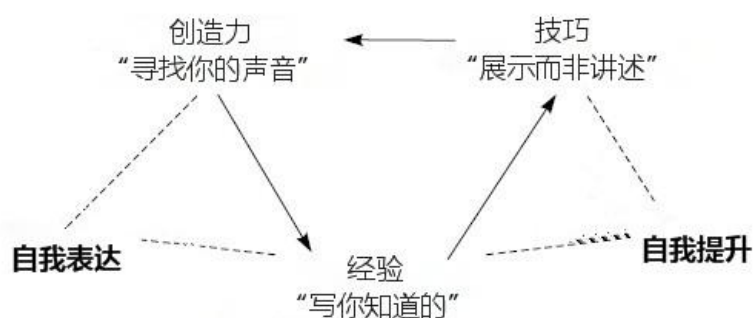 创造力
“寻找你的声音”
技巧
“展示而非讲述”
自我表达
经验
“写你知道的”
自我提升